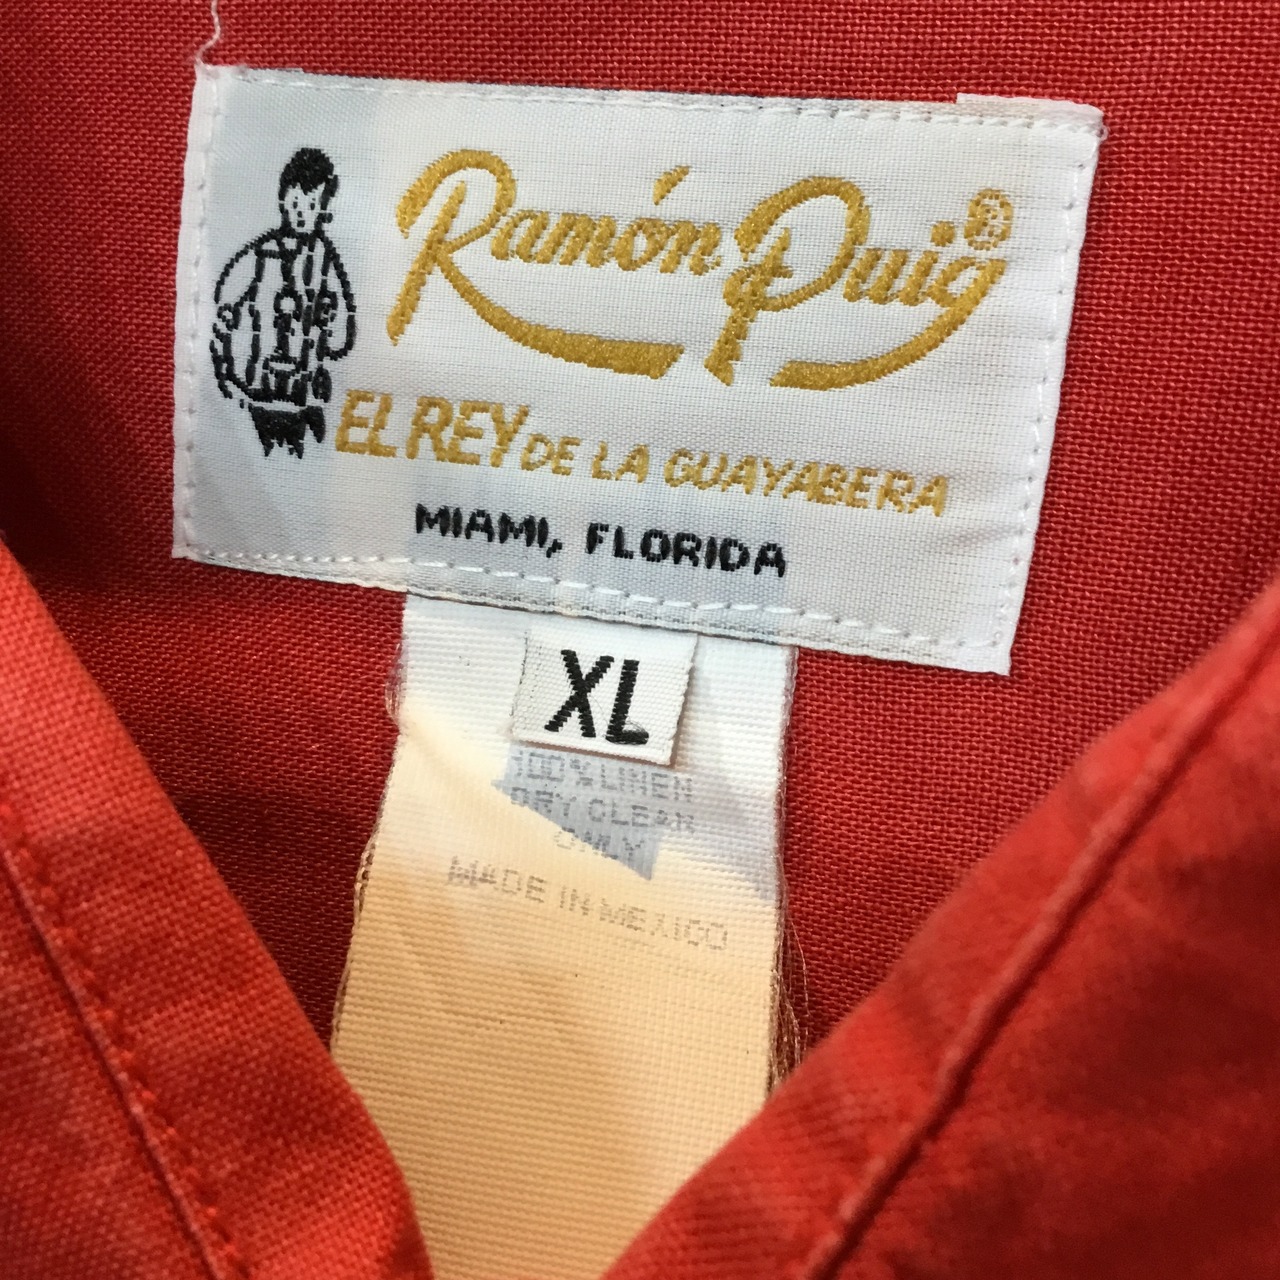 Ramón Puig®
EL REY DE LA GUAYABERA
MIAMI, FLORIDA
XL
100% LINEN
DRY CLEAN
ONLY
MADE IN MEXICO